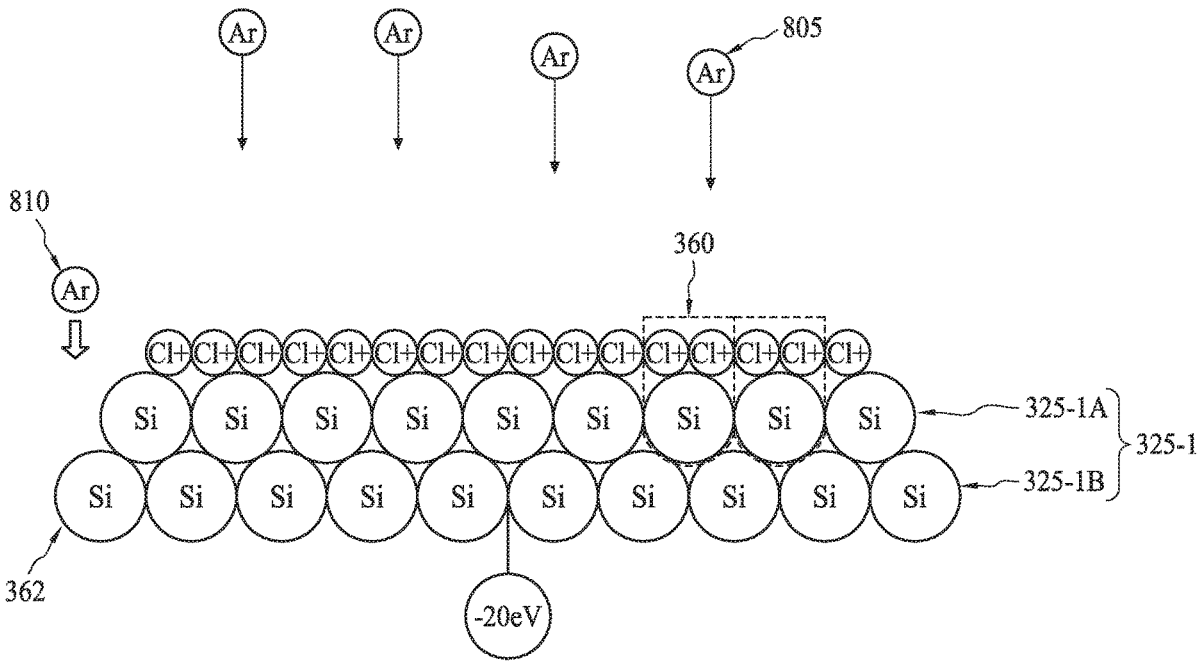 Ar Ar Ar Ar 805
810
Ar
360
Cl+ Cl+ Cl+ Cl+ Cl+ Cl+ Cl+ Cl+ Cl+ Cl+ Cl+ Cl+ Cl+ Cl+ Cl+ Cl+
Si Si Si Si Si Si Si Si Si 325-1A
325-1
Si Si Si Si Si Si Si Si Si Si 325-1B
362
-20eV